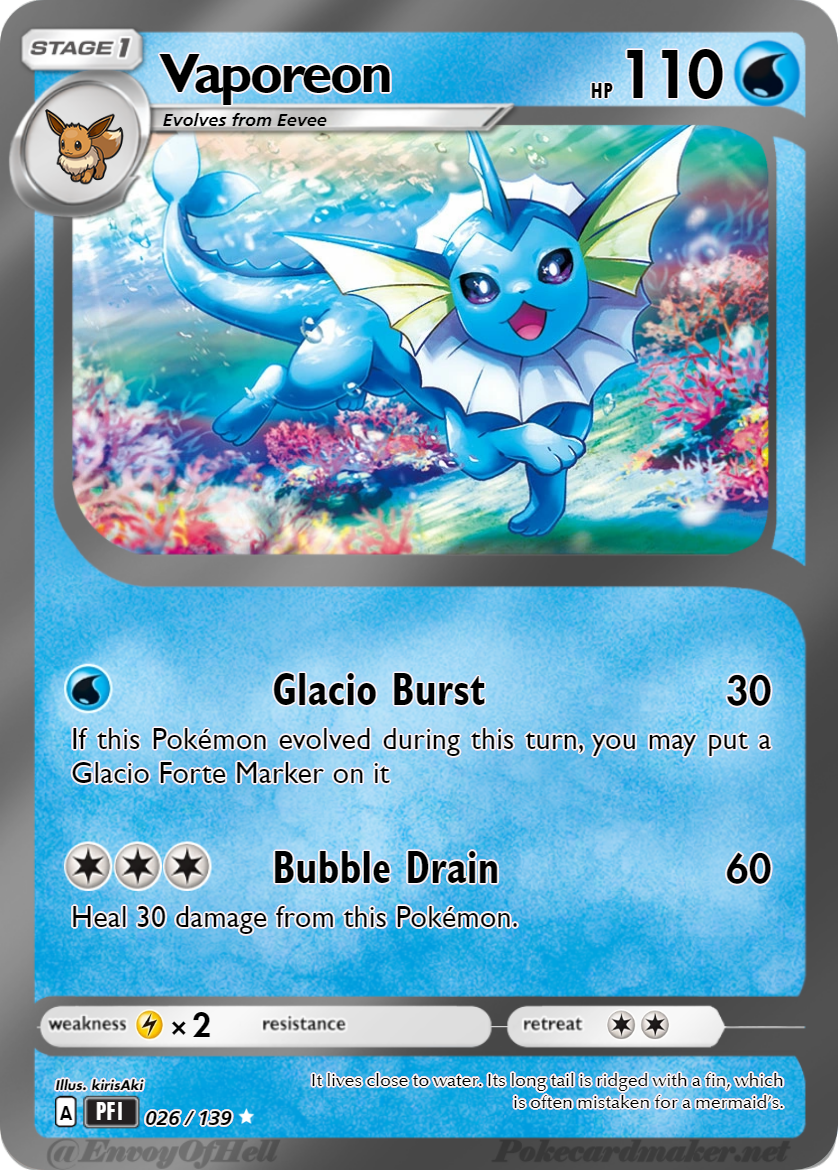 STAGE 1
Vaporeon
HP 110
Evolves from Eevee
Glacio Burst 30
If this Pokémon evolved during this turn, you may put a
Glacio Forte Marker on it
Bubble Drain 60
Heal 30 damage from this Pokémon.
weakness × 2 resistance retreat
Illus. kirisAki
It lives close to water. Its long tail is ridged with a fin, which
is often mistaken for a mermaid's.
A PFI 026 / 139
@EnvoyOfHell Pokecardmaker.net